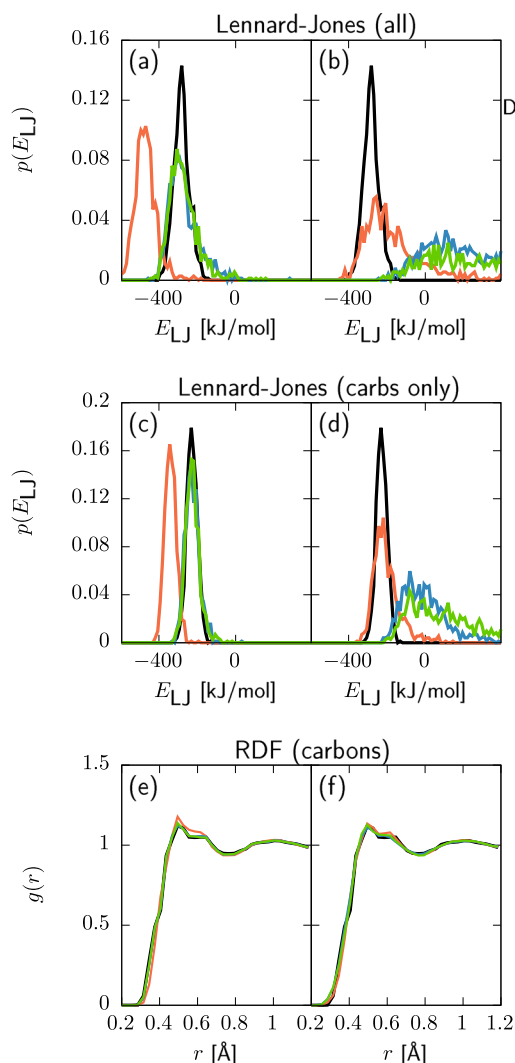 Lennard-Jones (all)
0.16
(a) (b)
0.12
D
p(E_LJ)
0.08
0.04
0
−400 0 −400 0
E_LJ [kJ/mol] E_LJ [kJ/mol]
Lennard-Jones (carbs only)
0.2
(c) (d)
0.16
0.12
p(E_LJ)
0.08
0.04
0
−400 0 −400 0
E_LJ [kJ/mol] E_LJ [kJ/mol]
RDF (carbons)
1.5
(e) (f)
1
g(r)
0.5
0
0.2 0.4 0.6 0.8 1 0.2 0.4 0.6 0.8 1 1.2
r [Å] r [Å]